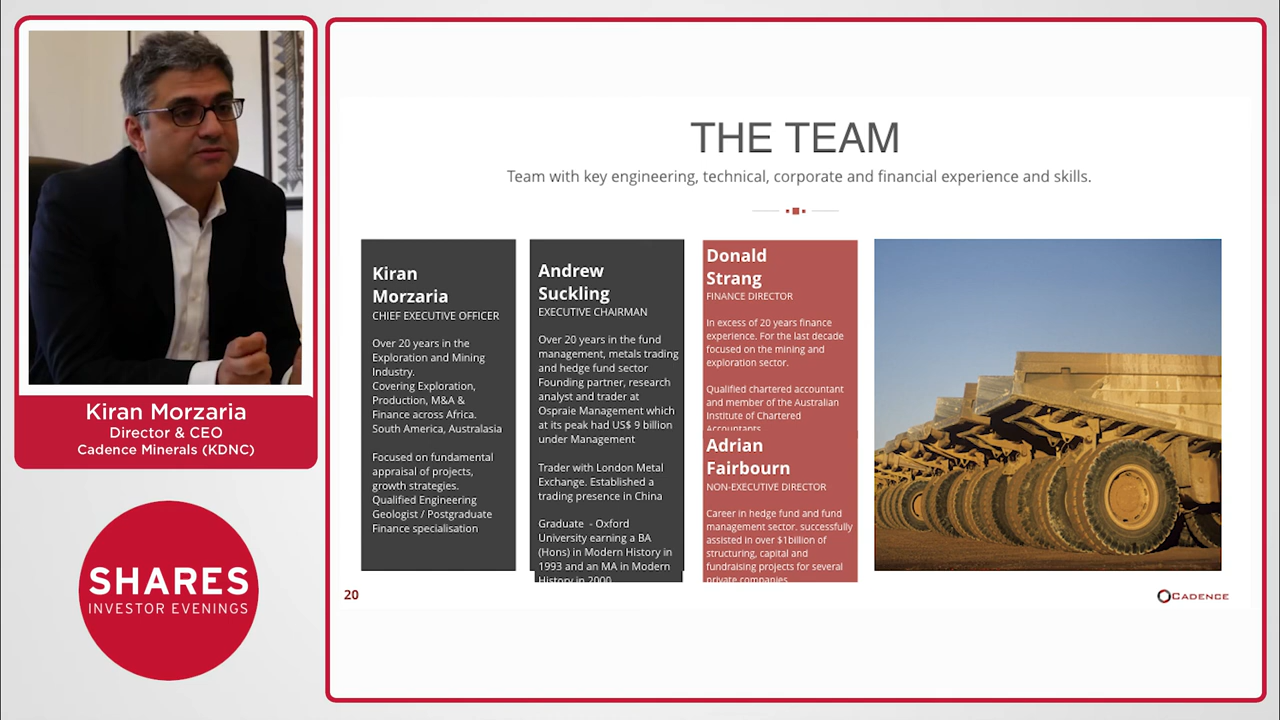 Kiran Morzaria
Director & CEO
Cadence Minerals (KDNC)
SHARES
INVESTOR EVENINGS
THE TEAM
Team with key engineering, technical, corporate and financial experience and skills.
Kiran
Morzaria
CHIEF EXECUTIVE OFFICER
Over 20 years in the
Exploration and Mining
Industry.
Covering Exploration,
Production, M&A &
Finance across Africa.
South America, Australasia
Focused on fundamental
appraisal of projects,
growth strategies.
Qualified Engineering
Geologist / Postgraduate
Finance specialisation
Andrew
Suckling
EXECUTIVE CHAIRMAN
Over 20 years in the fund
management, metals trading
and hedge fund sector
Founding partner, research
analyst and trader at
Ospraie Management which
at its peak had US$ 9 billion
under Management
Trader with London Metal
Exchange. Established a
trading presence in China
Graduate - Oxford
University earning a BA
(Hons) in Modern History in
1993 and an MA in Modern
History in 2000
Donald
Strang
FINANCE DIRECTOR
In excess of 20 years finance
experience. For the last decade
focused on the mining and
exploration sector.
Qualified chartered accountant
and member of the Australian
Institute of Chartered
Accountants
Adrian
Fairbourn
NON-EXECUTIVE DIRECTOR
Career in hedge fund and fund
management sector. successfully
assisted in over $1billion of
structuring, capital and
fundraising projects for several
private companies
20
CADENCE